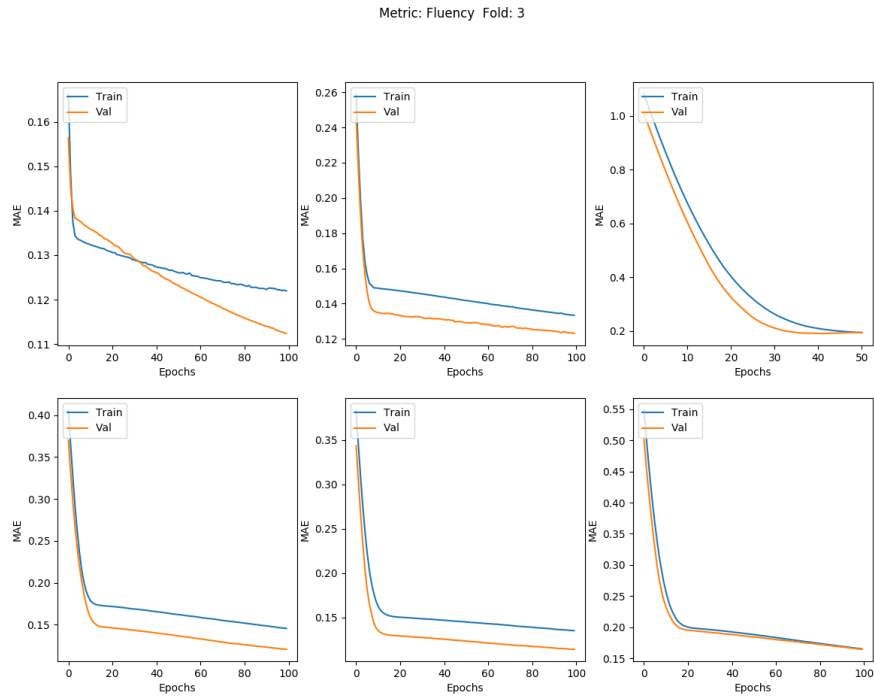 Metric: Fluency  Fold: 3
Train
Val
MAE
0.16
0.15
0.14
0.13
0.12
0.11
0 20 40 60 80 100
Epochs
Train
Val
MAE
0.26
0.24
0.22
0.20
0.18
0.16
0.14
0.12
0 20 40 60 80 100
Epochs
Train
Val
MAE
1.0
0.8
0.6
0.4
0.2
0 10 20 30 40 50
Epochs
Train
Val
MAE
0.40
0.35
0.30
0.25
0.20
0.15
0 20 40 60 80 100
Epochs
Train
Val
MAE
0.35
0.30
0.25
0.20
0.15
0 20 40 60 80 100
Epochs
Train
Val
MAE
0.55
0.50
0.45
0.40
0.35
0.30
0.25
0.20
0.15
0 20 40 60 80 100
Epochs